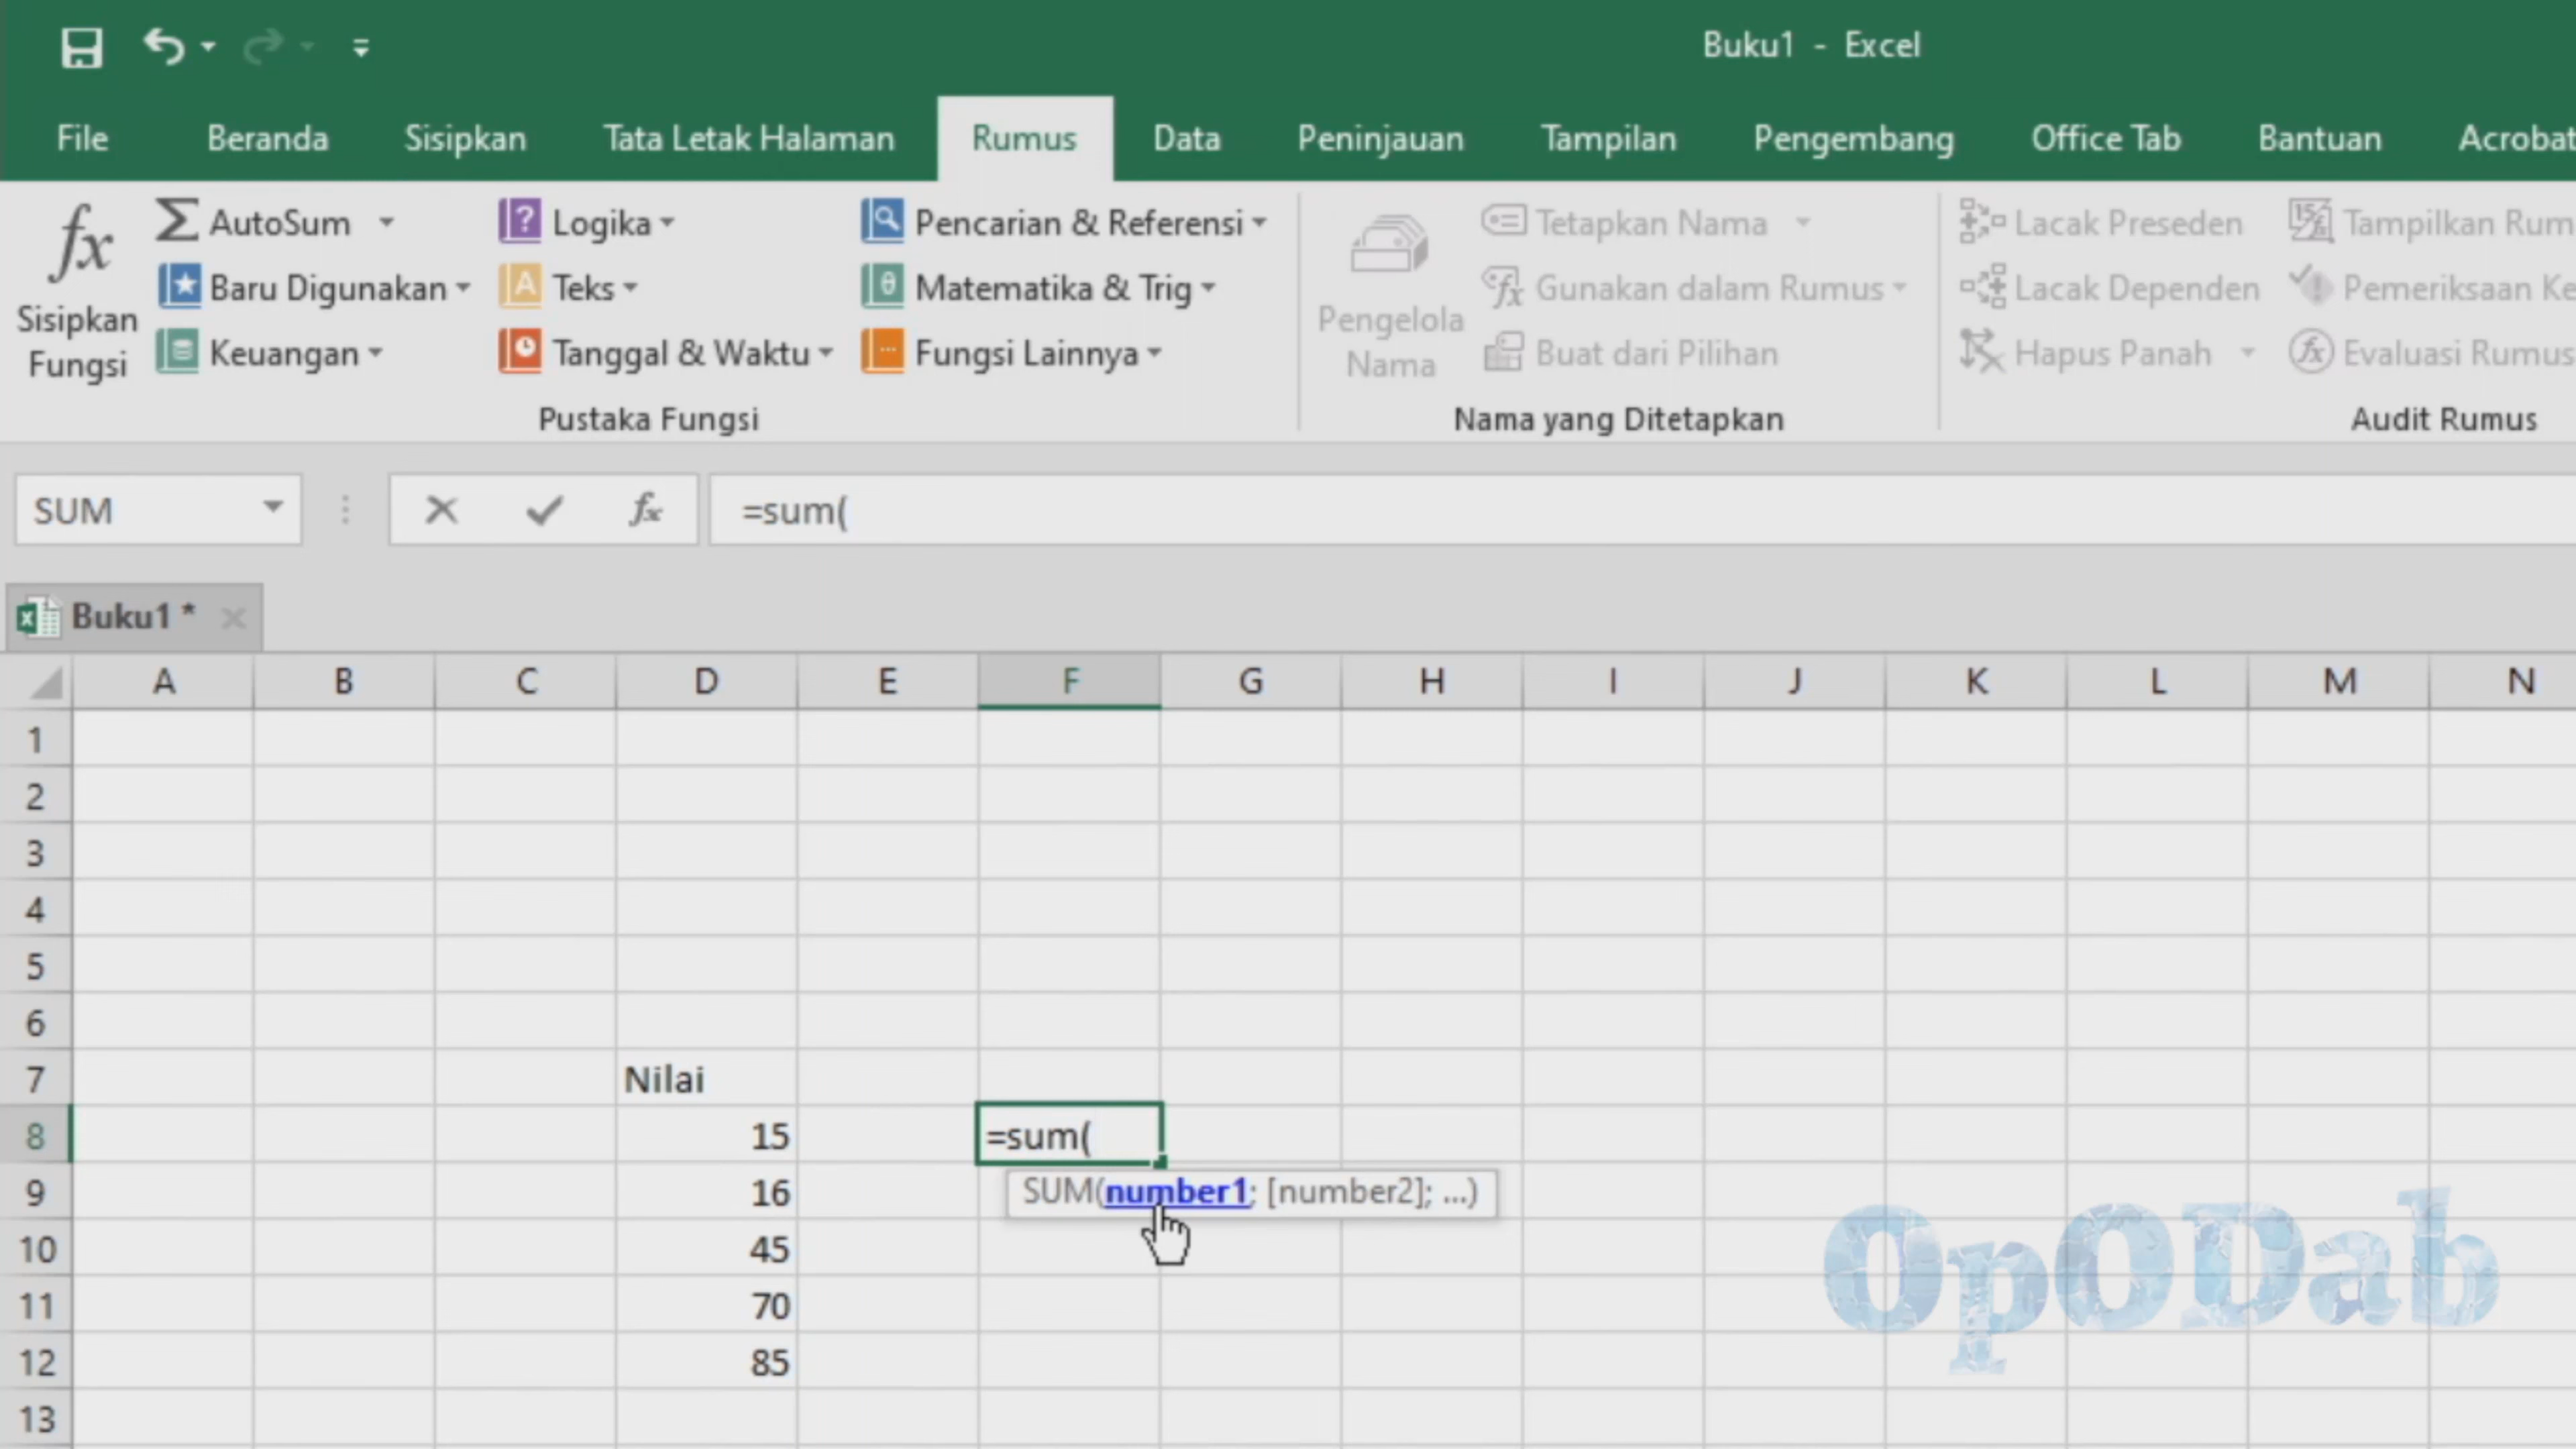 Buku1 - Excel
File Beranda Sisipkan Tata Letak Halaman Rumus Data Peninjauan Tampilan Pengembang Office Tab Bantuan Acrobat
fx Σ AutoSum Logika Pencarian & Referensi Tetapkan Nama Lacak Preseden Tampilkan Rum
Baru Digunakan Teks Matematika & Trig Gunakan dalam Rumus Lacak Dependen Pemeriksaan Ke
Sisipkan Fungsi Keuangan Tanggal & Waktu Fungsi Lainnya Pengelola Nama Buat dari Pilihan Hapus Panah Evaluasi Rumus
Pustaka Fungsi Nama yang Ditetapkan Audit Rumus
SUM fx =sum(
Buku1 *
A B C D E F G H I J K L M N
1
2
3
4
5
6
7 Nilai
8 15 =sum(
9 16 SUM(number1; [number2]; ...)
10 45
11 70
12 85
13
OpODab